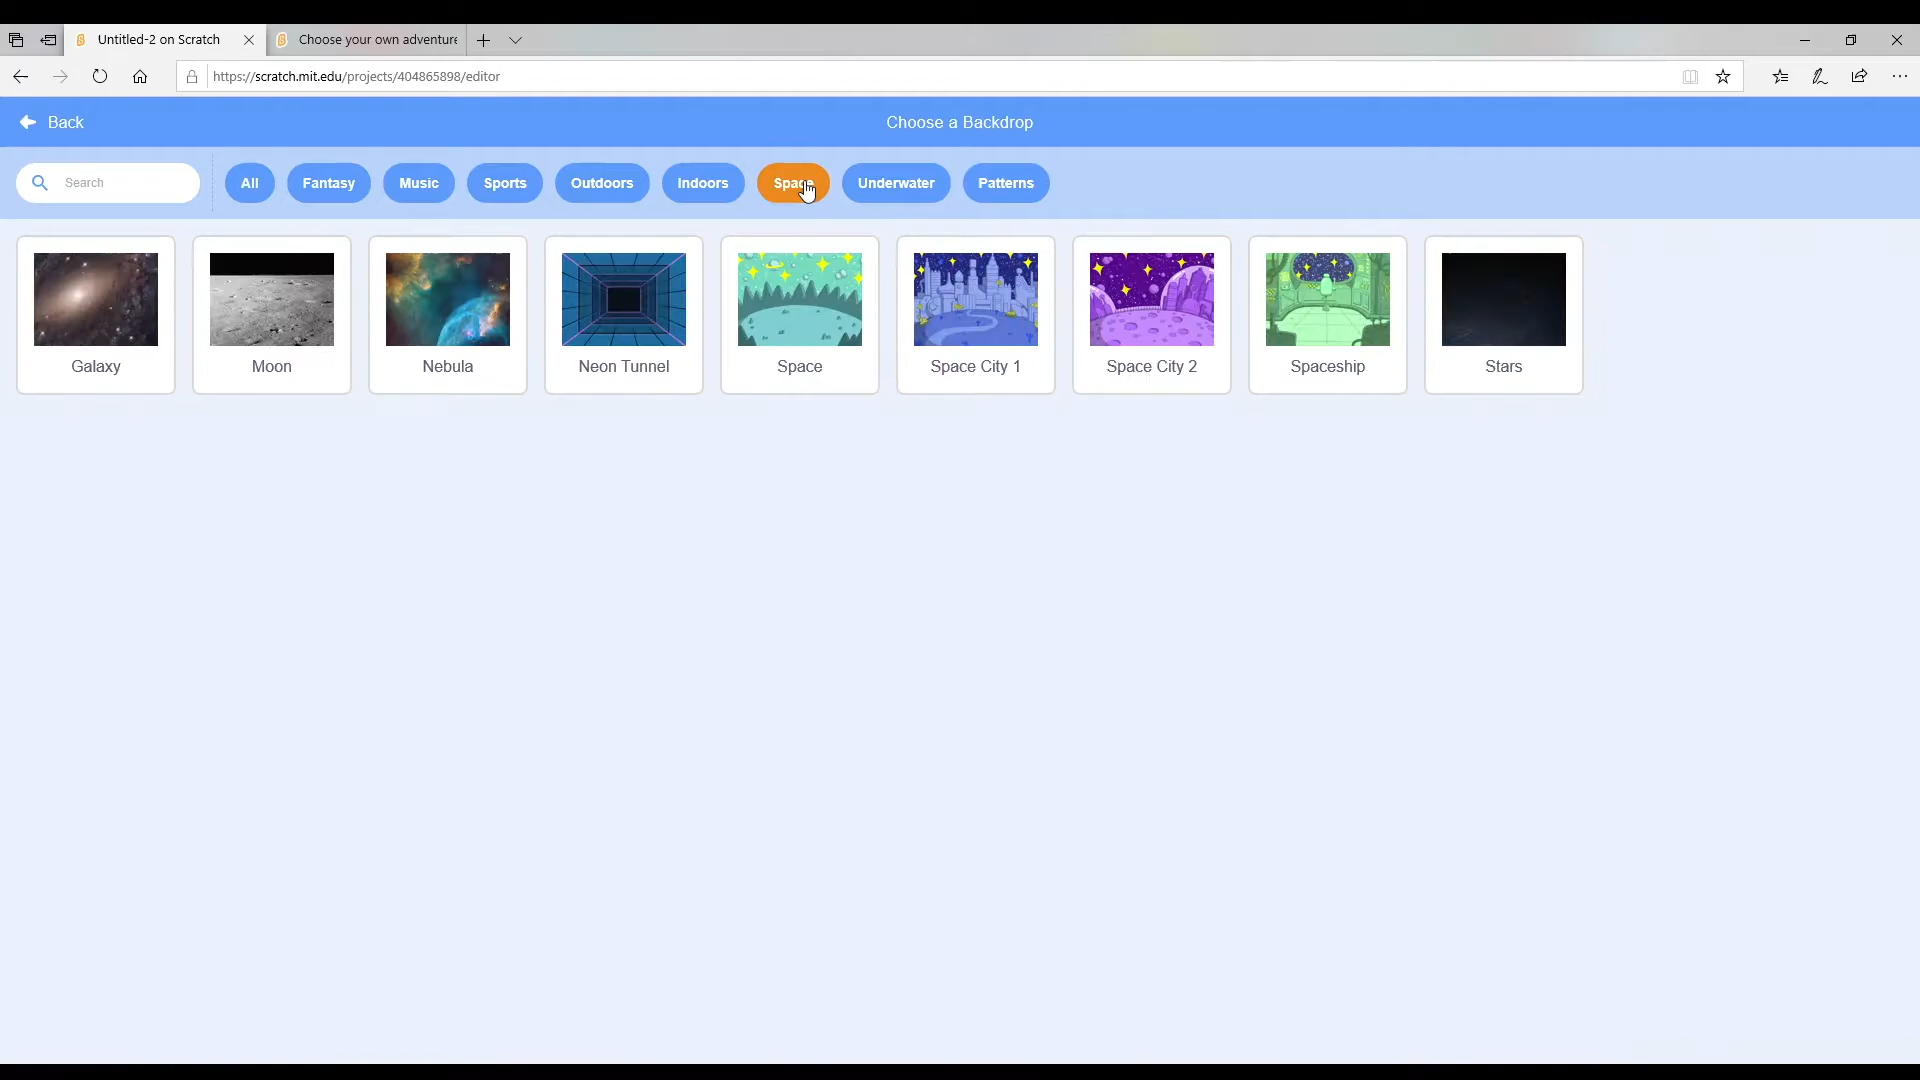 Untitled-2 on Scratch
Choose your own adventure
https://scratch.mit.edu/projects/404865898/editor
Back
Choose a Backdrop
Search
All
Fantasy
Music
Sports
Outdoors
Indoors
Space
Underwater
Patterns
Galaxy
Moon
Nebula
Neon Tunnel
Space
Space City 1
Space City 2
Spaceship
Stars